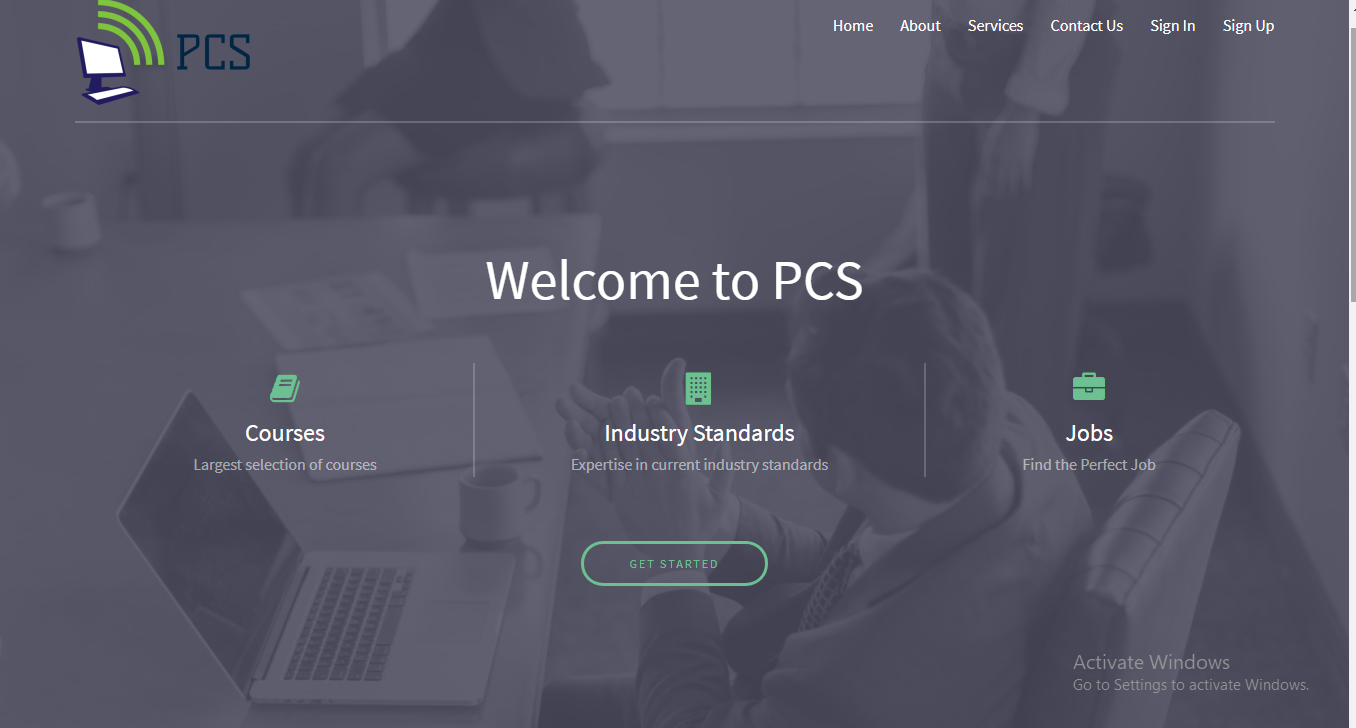 PCS
Home About Services Contact Us Sign In Sign Up
Welcome to PCS
Courses
Largest selection of courses
Industry Standards
Expertise in current industry standards
Jobs
Find the Perfect Job
GET STARTED
Activate Windows
Go to Settings to activate Windows.